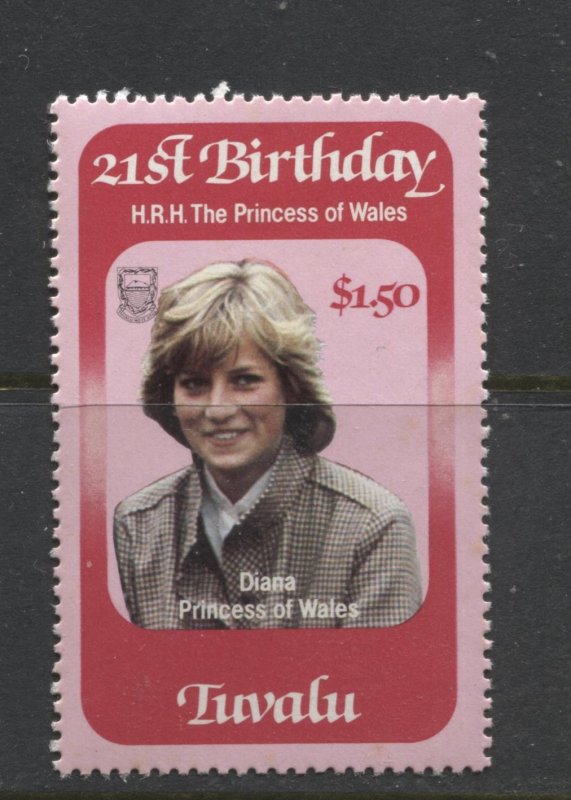 21st Birthday
H.R.H. The Princess of Wales
$1.50
Diana
Princess of Wales
Tuvalu